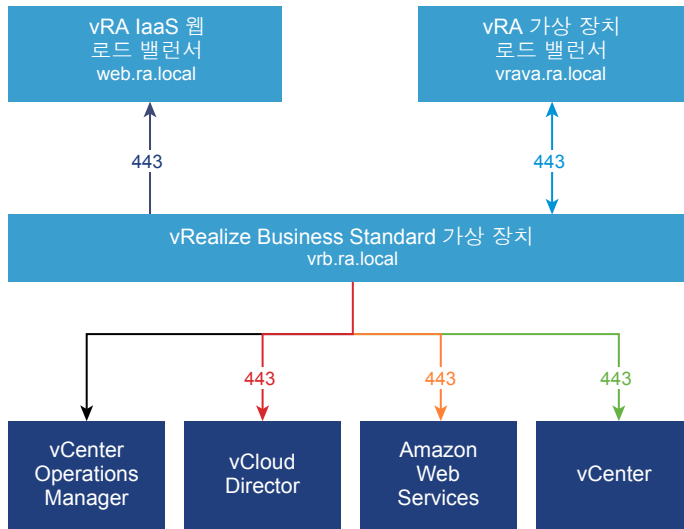 vRA IaaS 웹
로드 밸런서
web.ra.local
vRA 가상 장치
로드 밸런서
vrava.ra.local
443
443
vRealize Business Standard 가상 장치
vrb.ra.local
443
443
443
vCenter
Operations
Manager
vCloud
Director
Amazon
Web
Services
vCenter